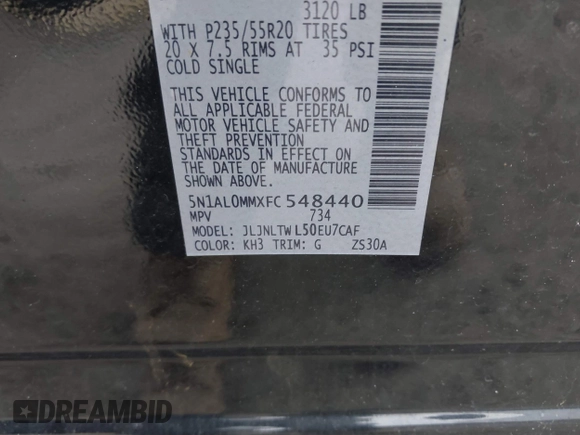 3120 LB
WITH P235/55R20 TIRES
20 X 7.5 RIMS AT 35 PSI
COLD SINGLE
THIS VEHICLE CONFORMS TO
ALL APPLICABLE FEDERAL
MOTOR VEHICLE SAFETY AND
THEFT PREVENTION
STANDARDS IN EFFECT ON
THE DATE OF MANUFACTURE
SHOWN ABOVE.
5N1AL0MMXFC548440
MPV 734
MODEL: JLJNLTWL50EU7CAF
COLOR: KH3 TRIM: G ZS30A
DREAMBID